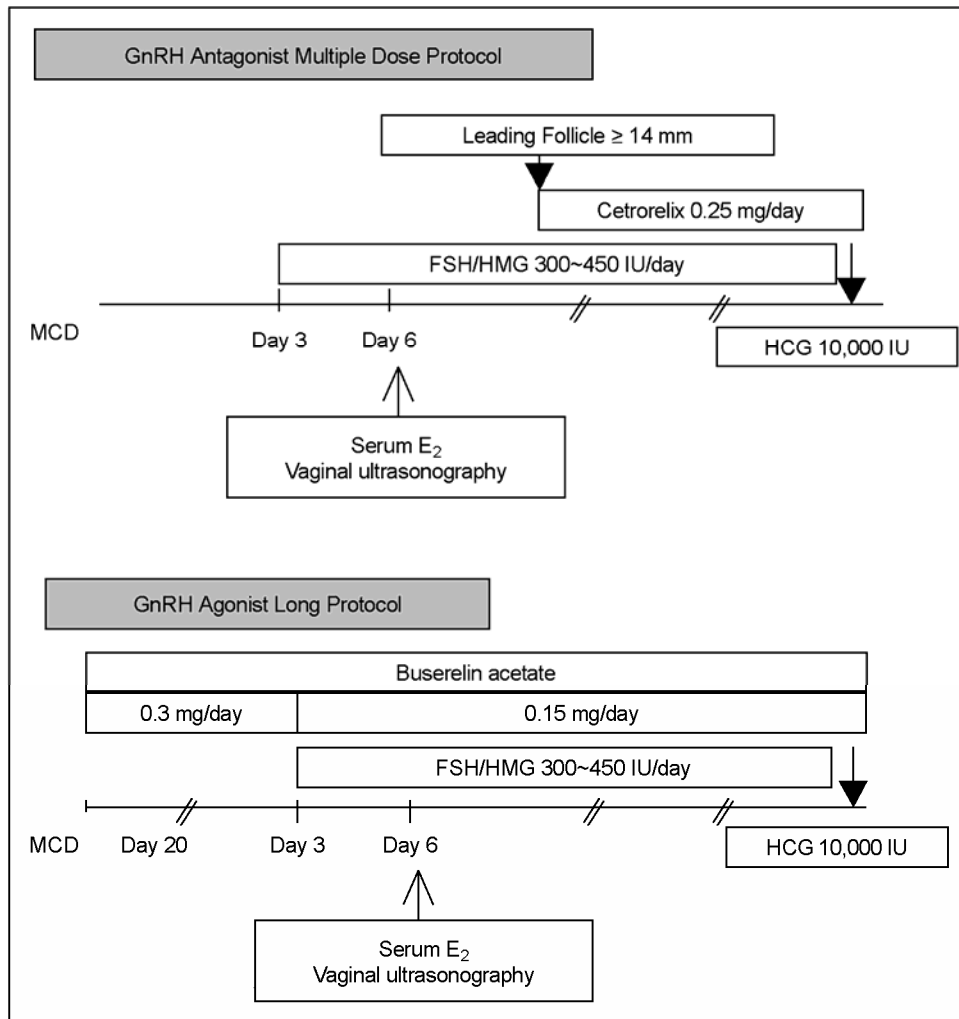 GnRH Antagonist Multiple Dose Protocol
Leading Follicle ≥ 14 mm
Cetrorelix 0.25 mg/day
FSH/HMG 300~450 IU/day
MCD
Day 3
Day 6
HCG 10,000 IU
Serum E₂
Vaginal ultrasonography
GnRH Agonist Long Protocol
Buserelin acetate
0.3 mg/day
0.15 mg/day
FSH/HMG 300~450 IU/day
MCD
Day 20
Day 3
Day 6
HCG 10,000 IU
Serum E₂
Vaginal ultrasonography